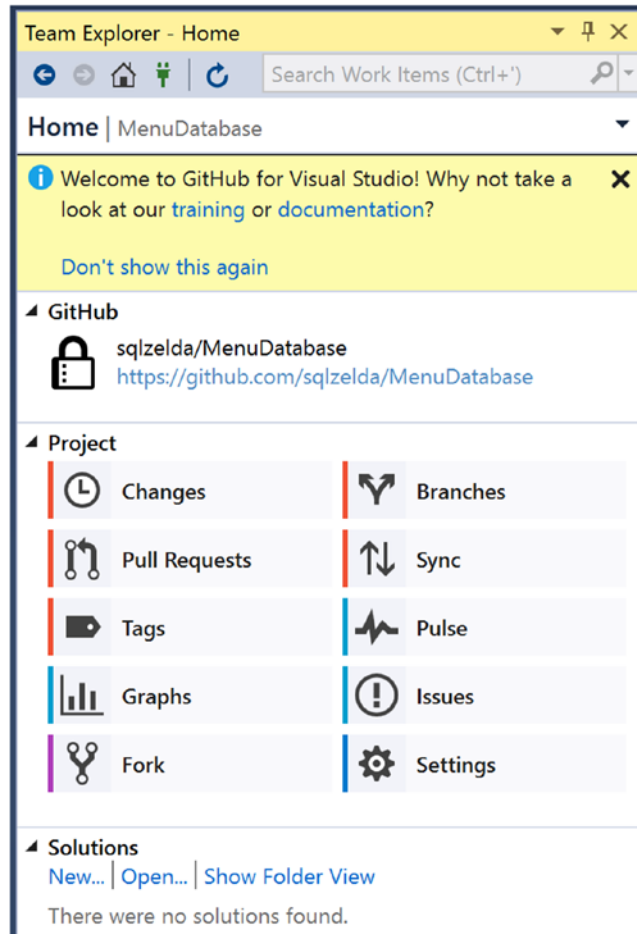 Team Explorer - Home
Search Work Items (Ctrl+')
Home | MenuDatabase
Welcome to GitHub for Visual Studio! Why not take a
look at our training or documentation?
Don't show this again
GitHub
sqlzelda/MenuDatabase
https://github.com/sqlzelda/MenuDatabase
Project
Changes
Branches
Pull Requests
Sync
Tags
Pulse
Graphs
Issues
Fork
Settings
Solutions
New... | Open... | Show Folder View
There were no solutions found.